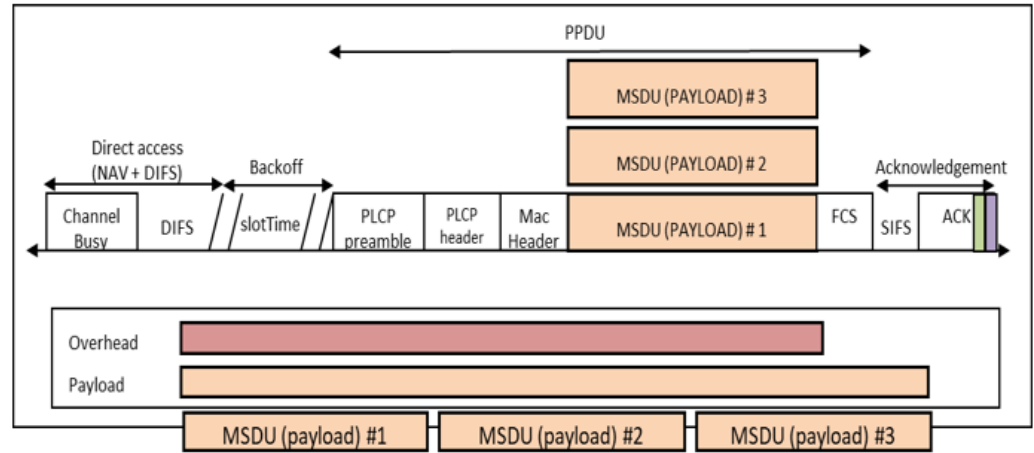 PPDU
MSDU (PAYLOAD) # 3
MSDU (PAYLOAD) # 2
Direct access
(NAV + DIFS)
Backoff
Acknowledgement
Channel
Busy
DIFS
slotTime
PLCP
preamble
PLCP
header
Mac
Header
MSDU (PAYLOAD) # 1
FCS
SIFS
ACK
Overhead
Payload
MSDU (payload) #1
MSDU (payload) #2
MSDU (payload) #3